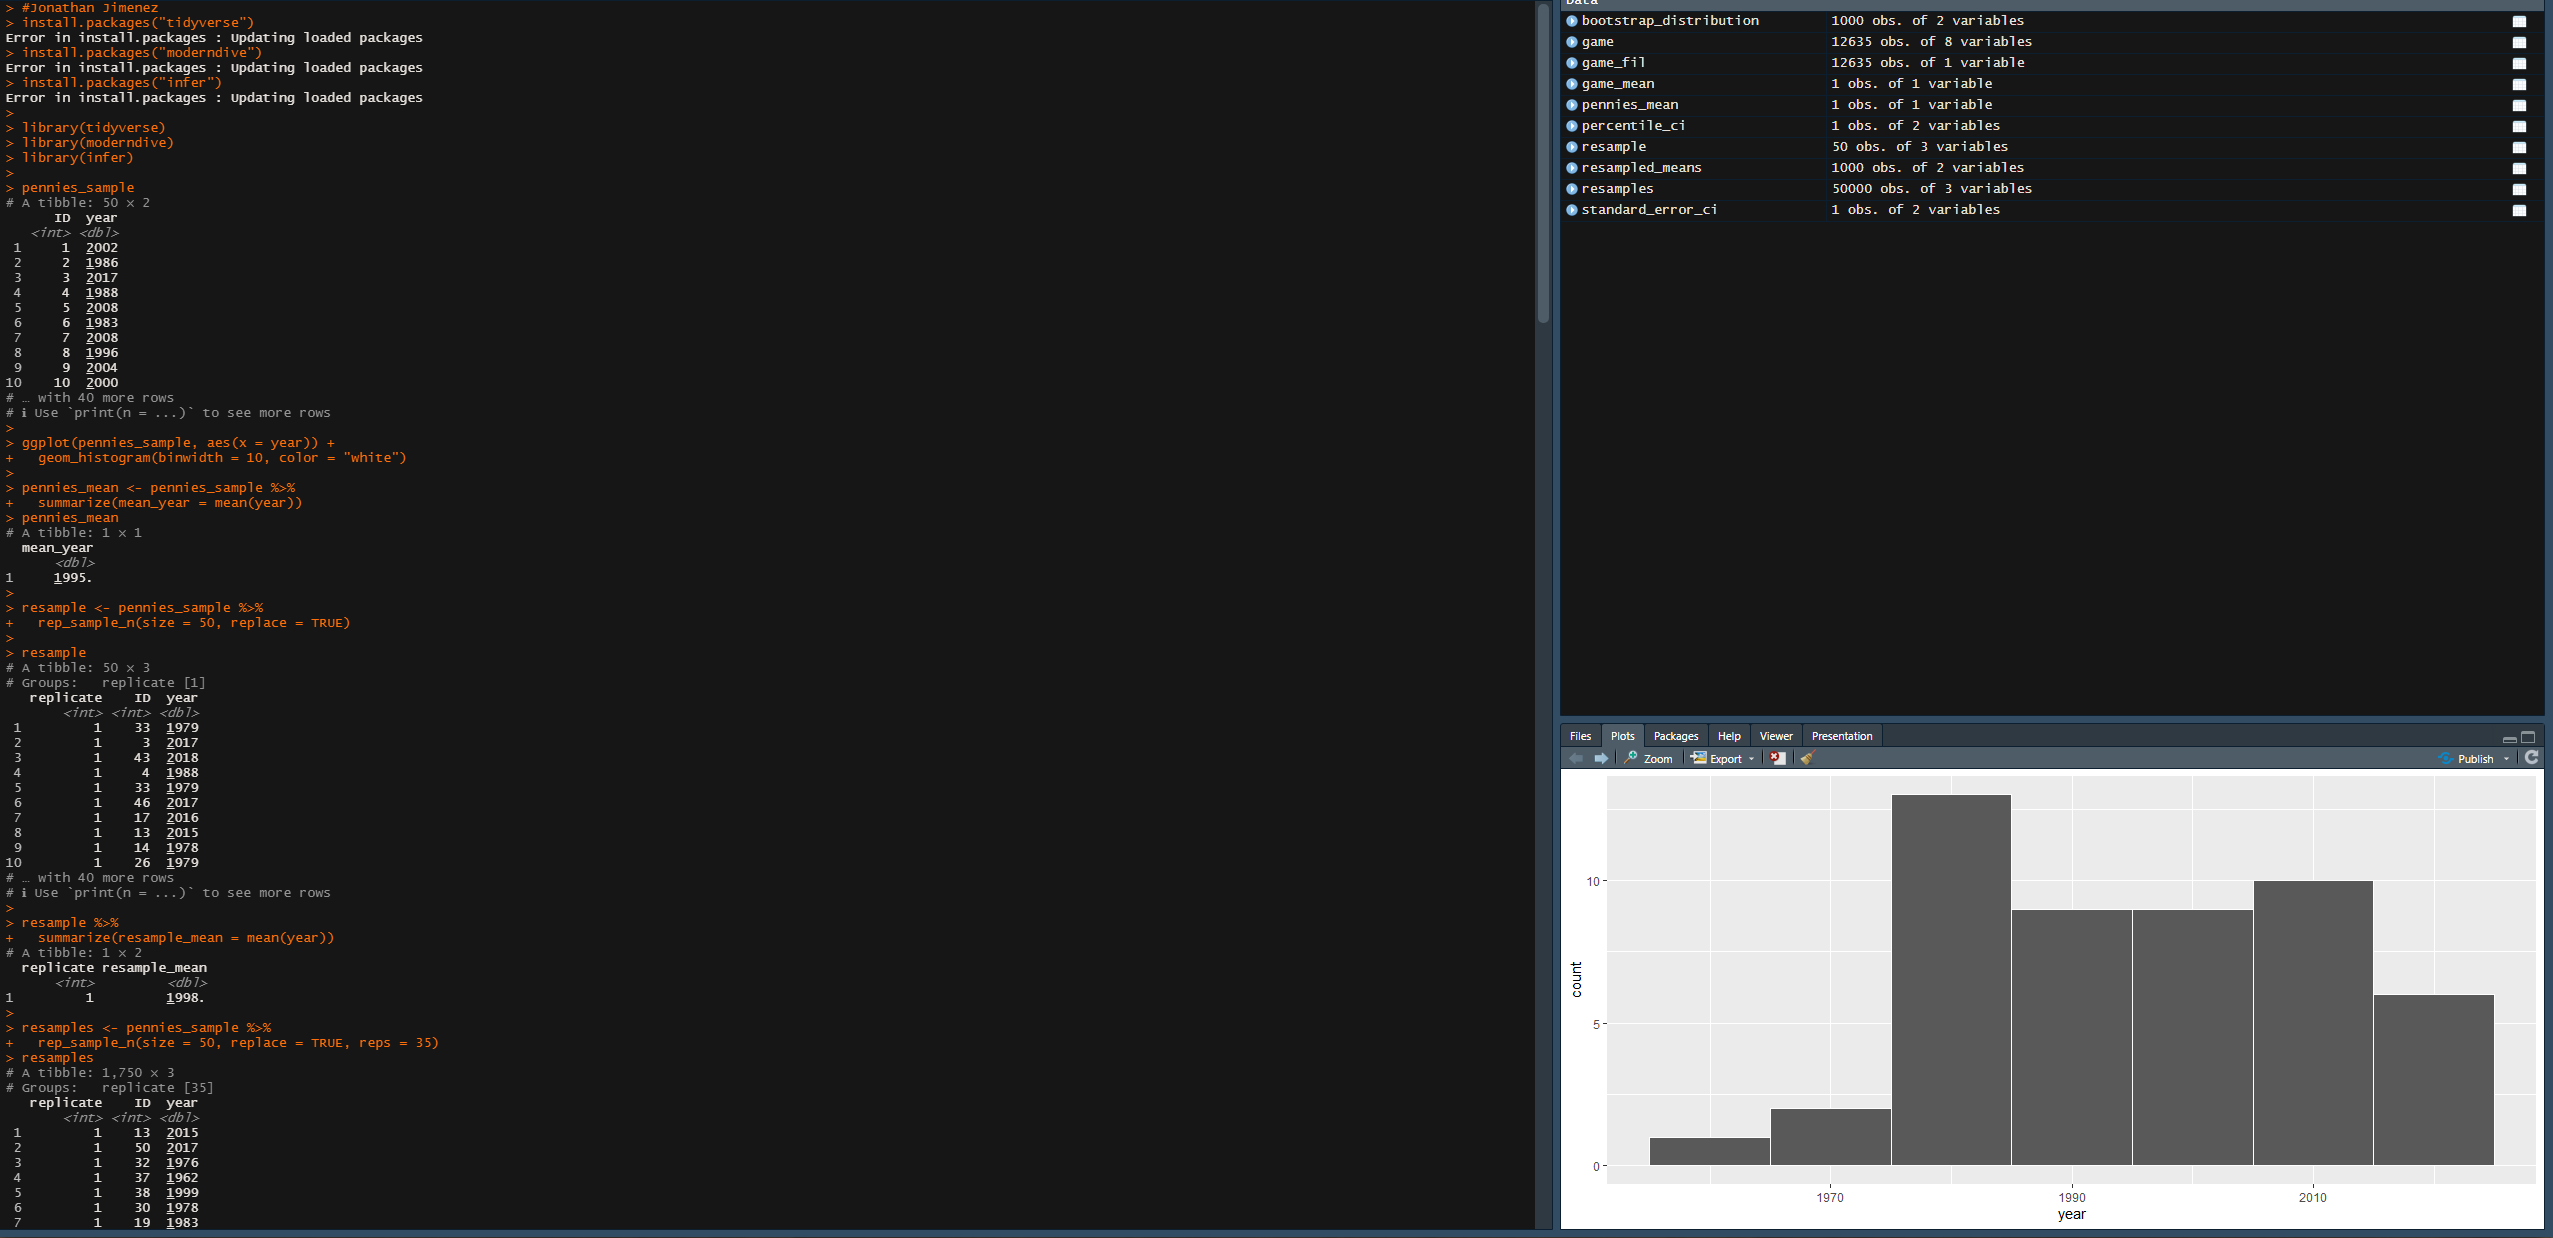 > #Jonathan Jimenez
> install.packages("tidyverse")
Error in install.packages : Updating loaded packages
> install.packages("moderndive")
Error in install.packages : Updating loaded packages
> install.packages("infer")
Error in install.packages : Updating loaded packages
>
> library(tidyverse)
> library(moderndive)
> library(infer)
>
> pennies_sample
# A tibble: 50 × 2
ID year
<int> <dbl>
1 1 2002
2 2 1986
3 3 2017
4 4 1988
5 5 2008
6 6 1983
7 7 2008
8 8 1996
9 9 2004
10 10 2000
# … with 40 more rows
# ℹ Use `print(n = ...)` to see more rows
>
> ggplot(pennies_sample, aes(x = year)) +
+ geom_histogram(binwidth = 10, color = "white")
>
> pennies_mean <- pennies_sample %>%
+ summarize(mean_year = mean(year))
> pennies_mean
# A tibble: 1 × 1
mean_year
<dbl>
1 1995.
>
> resample <- pennies_sample %>%
+ rep_sample_n(size = 50, replace = TRUE)
>
> resample
# A tibble: 50 × 3
# Groups: replicate [1]
replicate ID year
<int> <int> <dbl>
1 1 33 1979
2 1 3 2017
3 1 43 2018
4 1 4 1988
5 1 33 1979
6 1 46 2017
7 1 17 2016
8 1 13 2015
9 1 14 1978
10 1 26 1979
# … with 40 more rows
# ℹ Use `print(n = ...)` to see more rows
>
> resample %>%
+ summarize(resample_mean = mean(year))
# A tibble: 1 × 2
replicate resample_mean
<int> <dbl>
1 1 1998.
>
> resamples <- pennies_sample %>%
+ rep_sample_n(size = 50, replace = TRUE, reps = 35)
> resamples
# A tibble: 1,750 × 3
# Groups: replicate [35]
replicate ID year
<int> <int> <dbl>
1 1 13 2015
2 1 50 2017
3 1 32 1976
4 1 37 1962
5 1 38 1999
6 1 30 1978
7 1 19 1983
Data
bootstrap_distribution 1000 obs. of 2 variables
game 12635 obs. of 8 variables
game_fil 12635 obs. of 1 variable
game_mean 1 obs. of 1 variable
pennies_mean 1 obs. of 1 variable
percentile_ci 1 obs. of 2 variables
resample 50 obs. of 3 variables
resampled_means 1000 obs. of 2 variables
resamples 50000 obs. of 3 variables
standard_error_ci 1 obs. of 2 variables
Files Plots Packages Help Viewer Presentation
Zoom Export Publish
10
5
0
count
1970 1990 2010
year